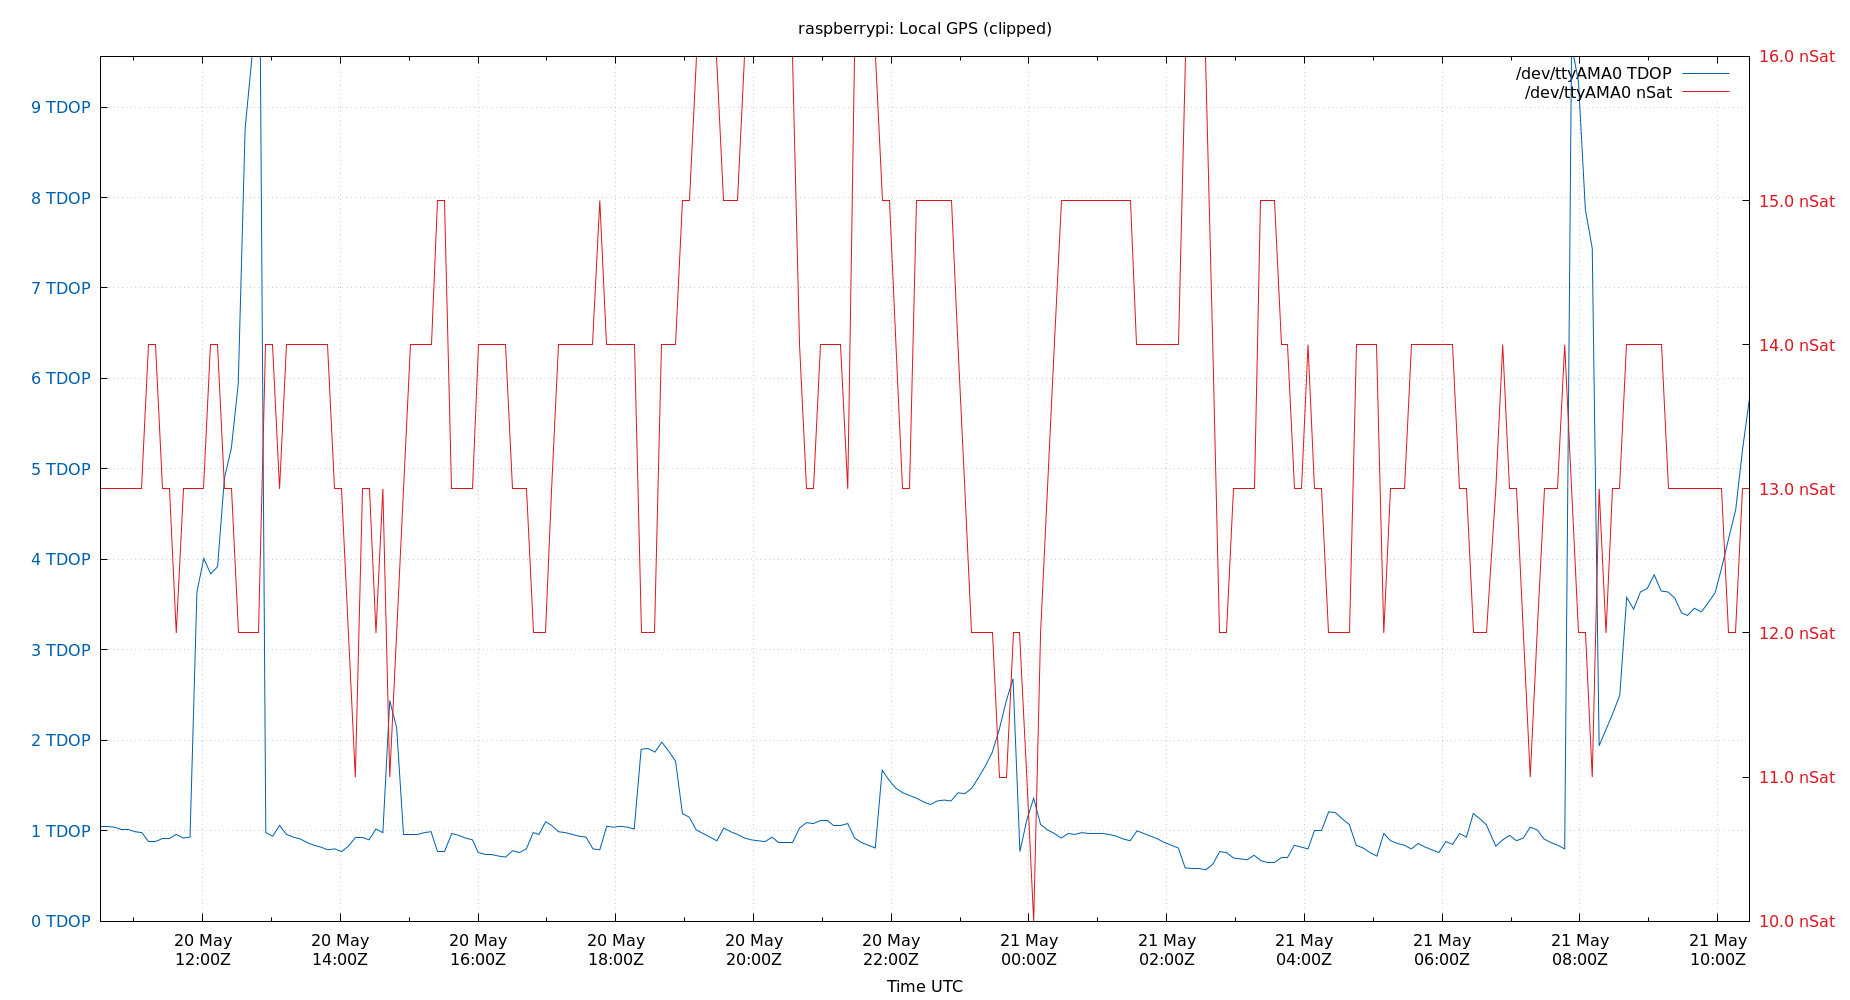 raspberrypi: Local GPS (clipped)
/dev/ttyAMA0 TDOP
/dev/ttyAMA0 nSat
9 TDOP
8 TDOP
7 TDOP
6 TDOP
5 TDOP
4 TDOP
3 TDOP
2 TDOP
1 TDOP
0 TDOP
16.0 nSat
15.0 nSat
14.0 nSat
13.0 nSat
12.0 nSat
11.0 nSat
10.0 nSat
20 May
12:00Z
20 May
14:00Z
20 May
16:00Z
20 May
18:00Z
20 May
20:00Z
20 May
22:00Z
21 May
00:00Z
21 May
02:00Z
21 May
04:00Z
21 May
06:00Z
21 May
08:00Z
21 May
10:00Z
Time UTC